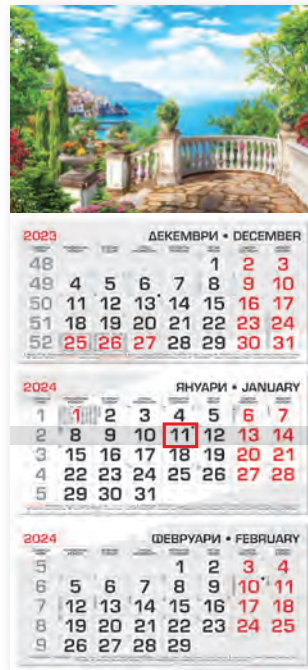 2023 ДЕКЕМВРИ • DECEMBER
48 1 2 3
49 4 5 6 7 8 9 10
50 11 12 13 14 15 16 17
51 18 19 20 21 22 23 24
52 25 26 27 28 29 30 31
2024 ЯНУАРИ • JANUARY
1 1 2 3 4 5 6 7
2 8 9 10 11 12 13 14
3 15 16 17 18 19 20 21
4 22 23 24 25 26 27 28
5 29 30 31
2024 ФЕВРУАРИ • FEBRUARY
5 1 2 3 4
6 5 6 7 8 9 10 11
7 12 13 14 15 16 17 18
8 19 20 21 22 23 24 25
9 26 27 28 29